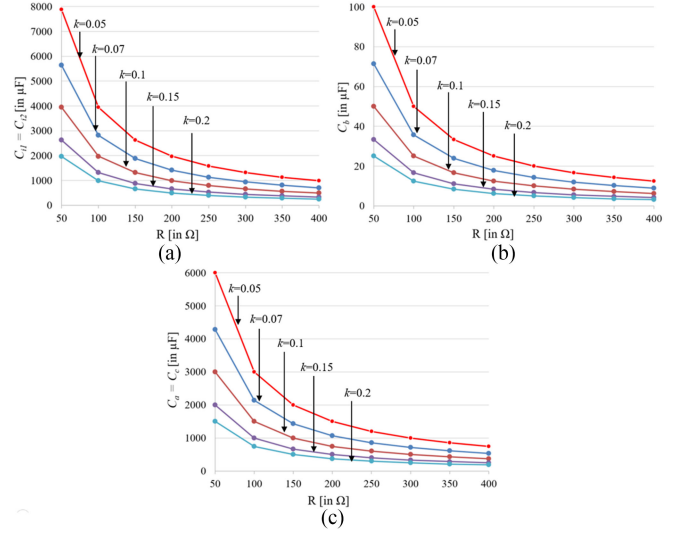 8000
7000
6000
5000
4000
3000
2000
1000
0
C_{t1} = C_{t2} [in µF]
k=0.05
k=0.07
k=0.1
k=0.15
k=0.2
50 100 150 200 250 300 350 400
R [in Ω]
(a)
100
80
60
40
20
0
C_b [in µF]
k=0.05
k=0.07
k=0.1
k=0.15
k=0.2
50 100 150 200 250 300 350 400
R [in Ω]
(b)
6000
5000
4000
3000
2000
1000
0
C_a = C_c [in µF]
k=0.05
k=0.07
k=0.1
k=0.15
k=0.2
50 100 150 200 250 300 350 400
R [in Ω]
(c)